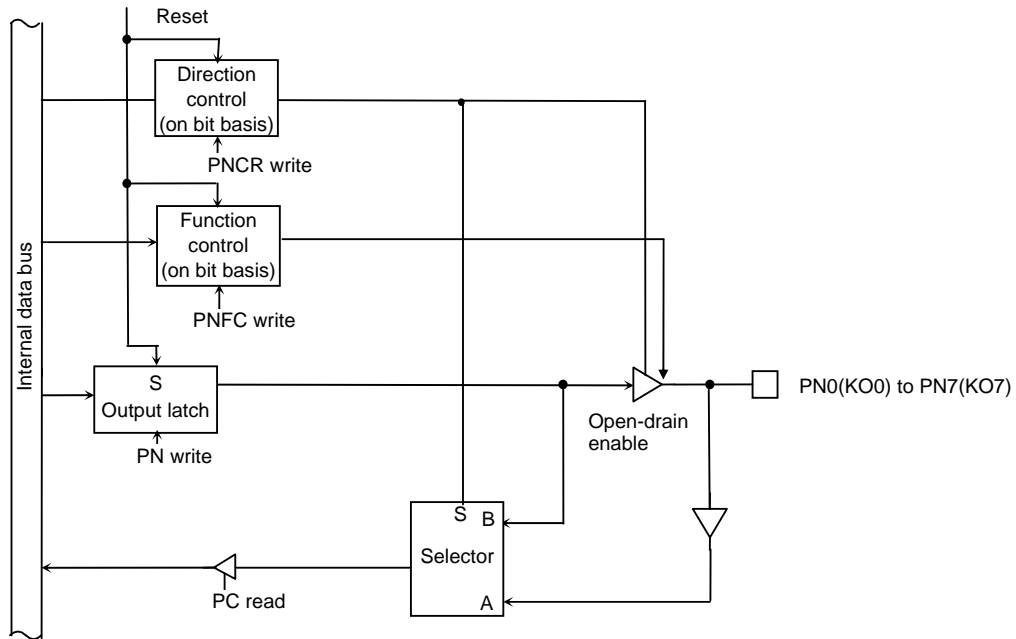 Reset
Direction
control
(on bit basis)
PNCR write
Function
control
(on bit basis)
PNFC write
Internal data bus
S
Output latch
PN write
Open-drain
enable
PN0(KO0) to PN7(KO7)
S
B
Selector
A
PC read